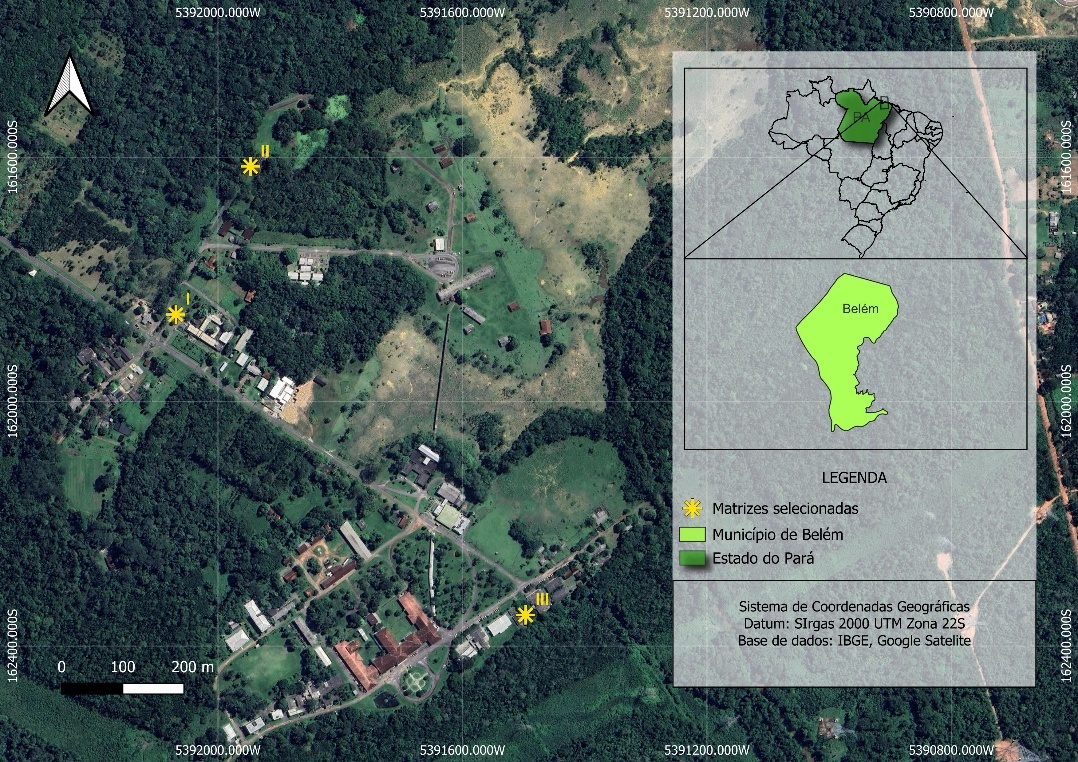 5392000.000W 5391600.000W 5391200.000W 5390800.000W
161600.000S
162000.000S
162400.000S
II
I
III
PA
Belém
LEGENDA
Matrizes selecionadas
Município de Belém
Estado do Pará
Sistema de Coordenadas Geográficas
Datum: SIrgas 2000 UTM Zona 22S
Base de dados: IBGE, Google Satelite
161600.000S
162000.000S
162400.000S
0 100 200 m
5392000.000W 5391600.000W 5391200.000W 5390800.000W